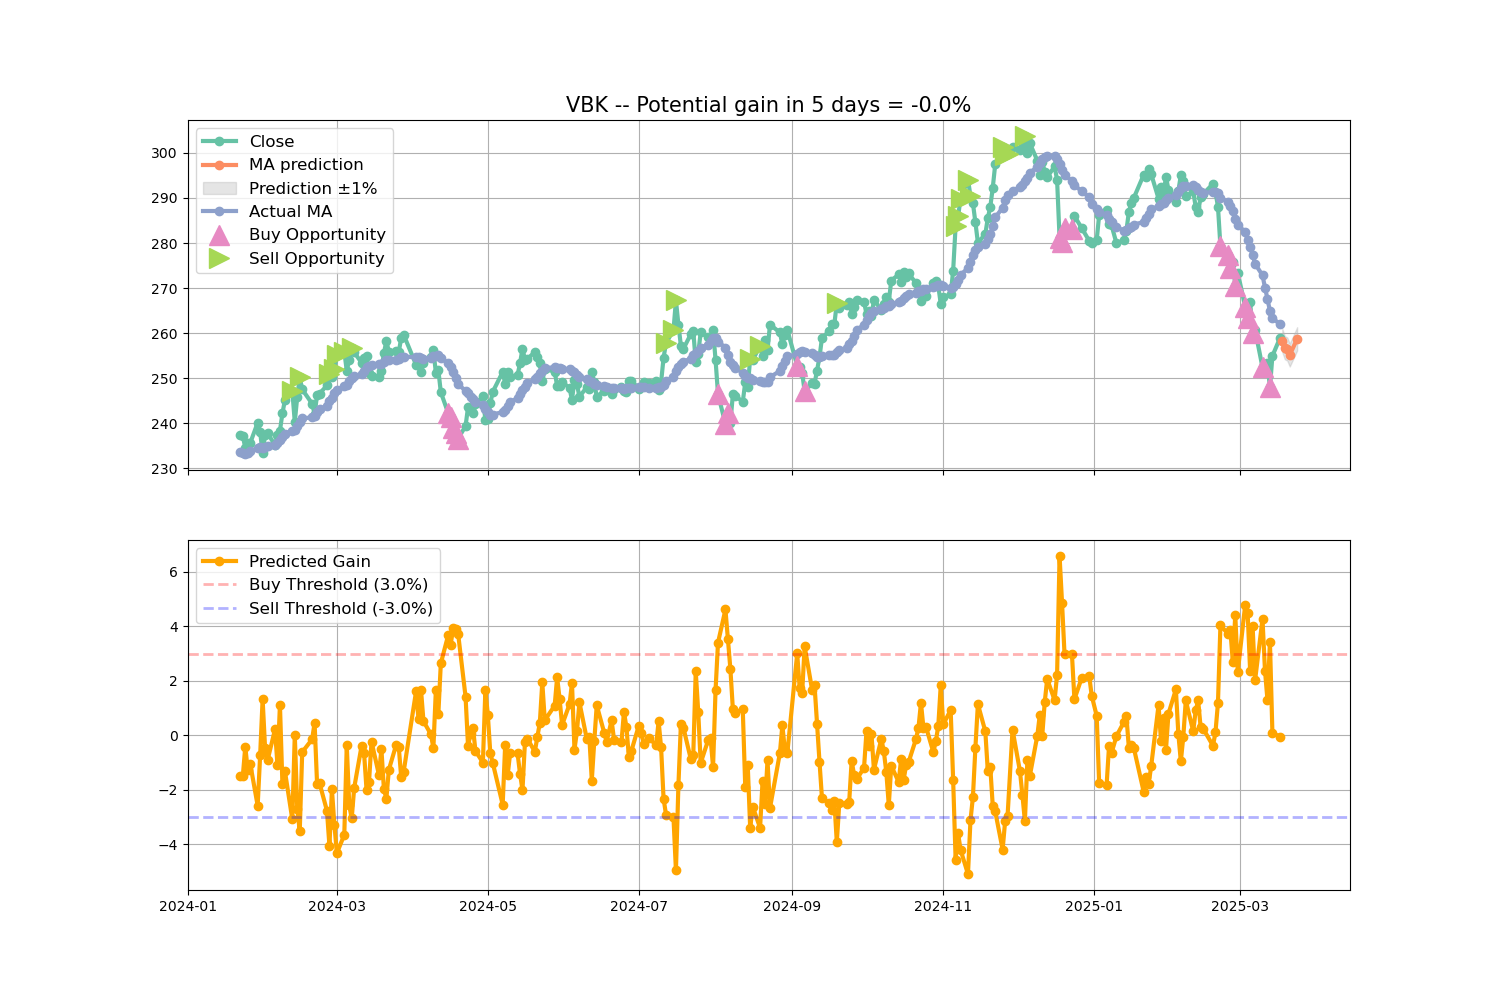 VBK -- Potential gain in 5 days = -0.0%
Close
MA prediction
Prediction ±1%
Actual MA
Buy Opportunity
Sell Opportunity
300
290
280
270
260
250
240
230
Predicted Gain
Buy Threshold (3.0%)
Sell Threshold (-3.0%)
6
4
2
0
−2
−4
2024-01
2024-03
2024-05
2024-07
2024-09
2024-11
2025-01
2025-03